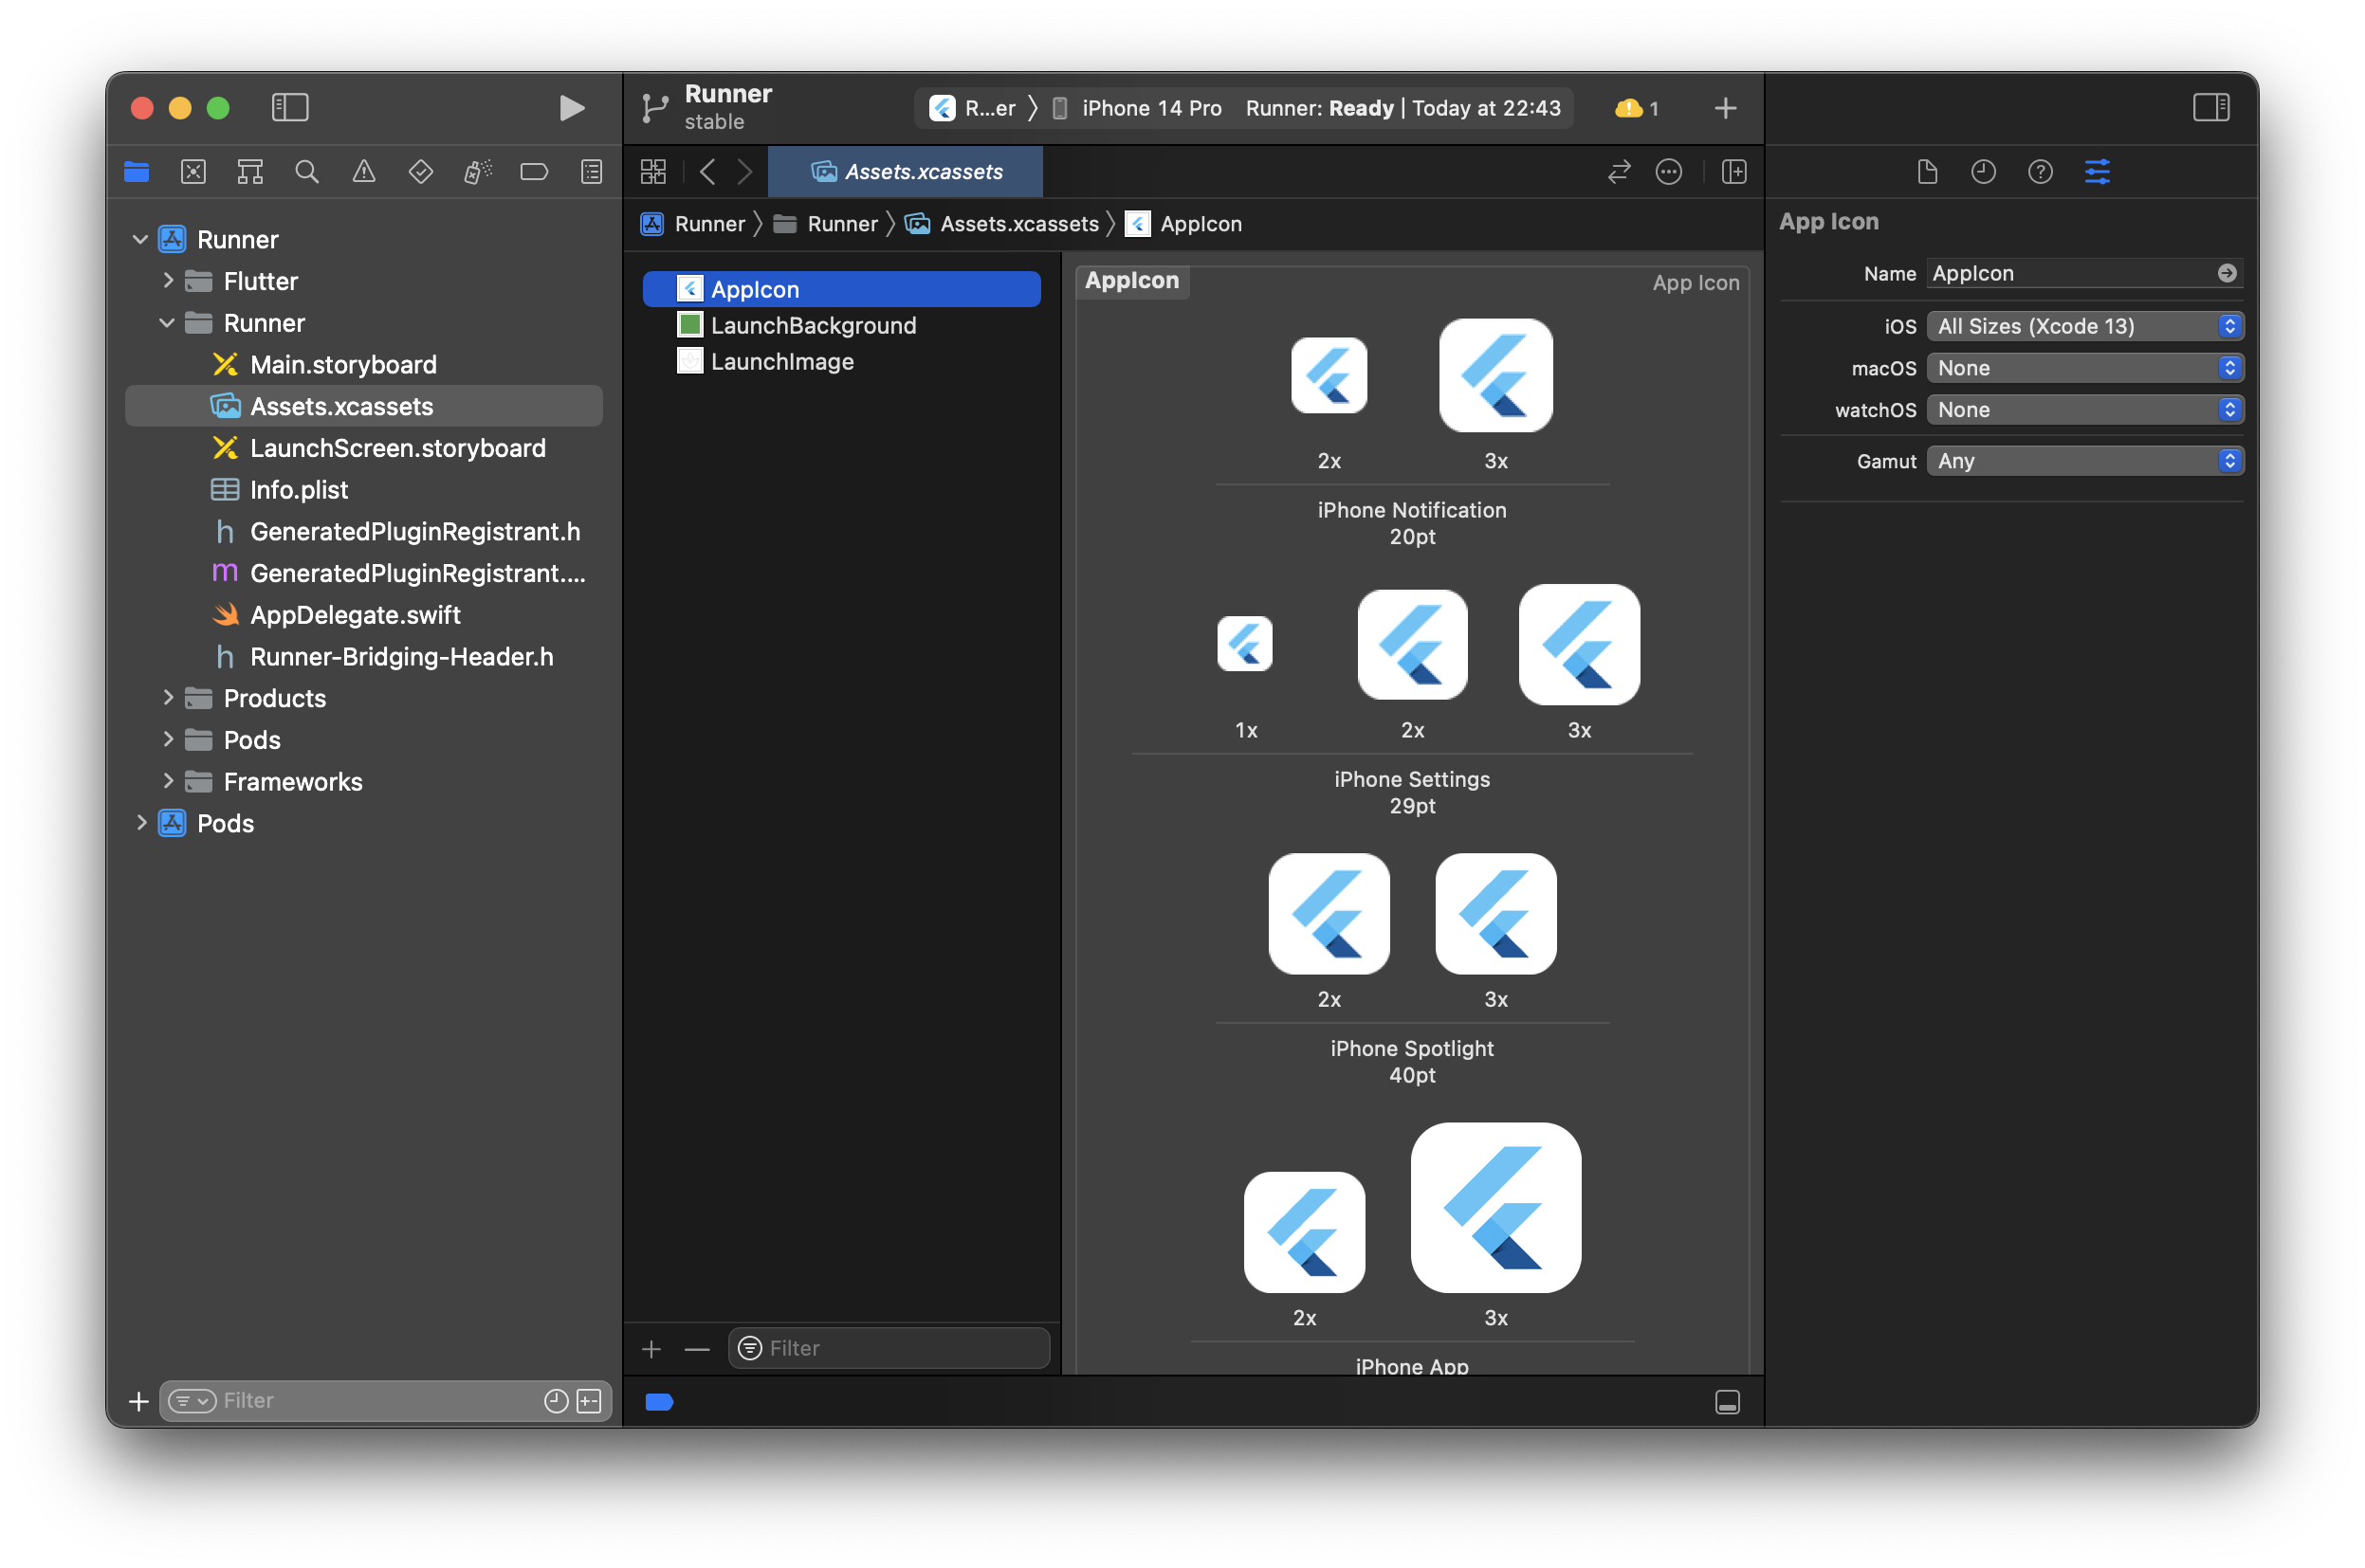 Runner
stable
R...er
iPhone 14 Pro
Runner: Ready | Today at 22:43
1
Assets.xcassets
Runner
Runner
Assets.xcassets
AppIcon
Runner
Flutter
Runner
Main.storyboard
Assets.xcassets
LaunchScreen.storyboard
Info.plist
h GeneratedPluginRegistrant.h
m GeneratedPluginRegistrant....
AppDelegate.swift
h Runner-Bridging-Header.h
Products
Pods
Frameworks
Pods
Filter
AppIcon
LaunchBackground
LaunchImage
Filter
AppIcon
App Icon
2x 3x
iPhone Notification
20pt
1x 2x 3x
iPhone Settings
29pt
2x 3x
iPhone Spotlight
40pt
2x 3x
iPhone App
App Icon
Name AppIcon
iOS All Sizes (Xcode 13)
macOS None
watchOS None
Gamut Any